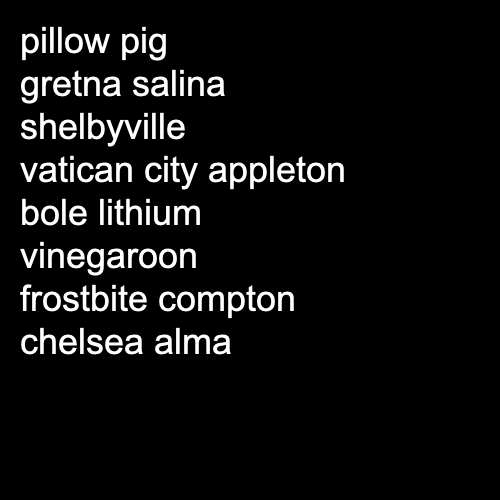 pillow pig
gretna salina
shelbyville
vatican city appleton
bole lithium
vinegaroon
frostbite compton
chelsea alma